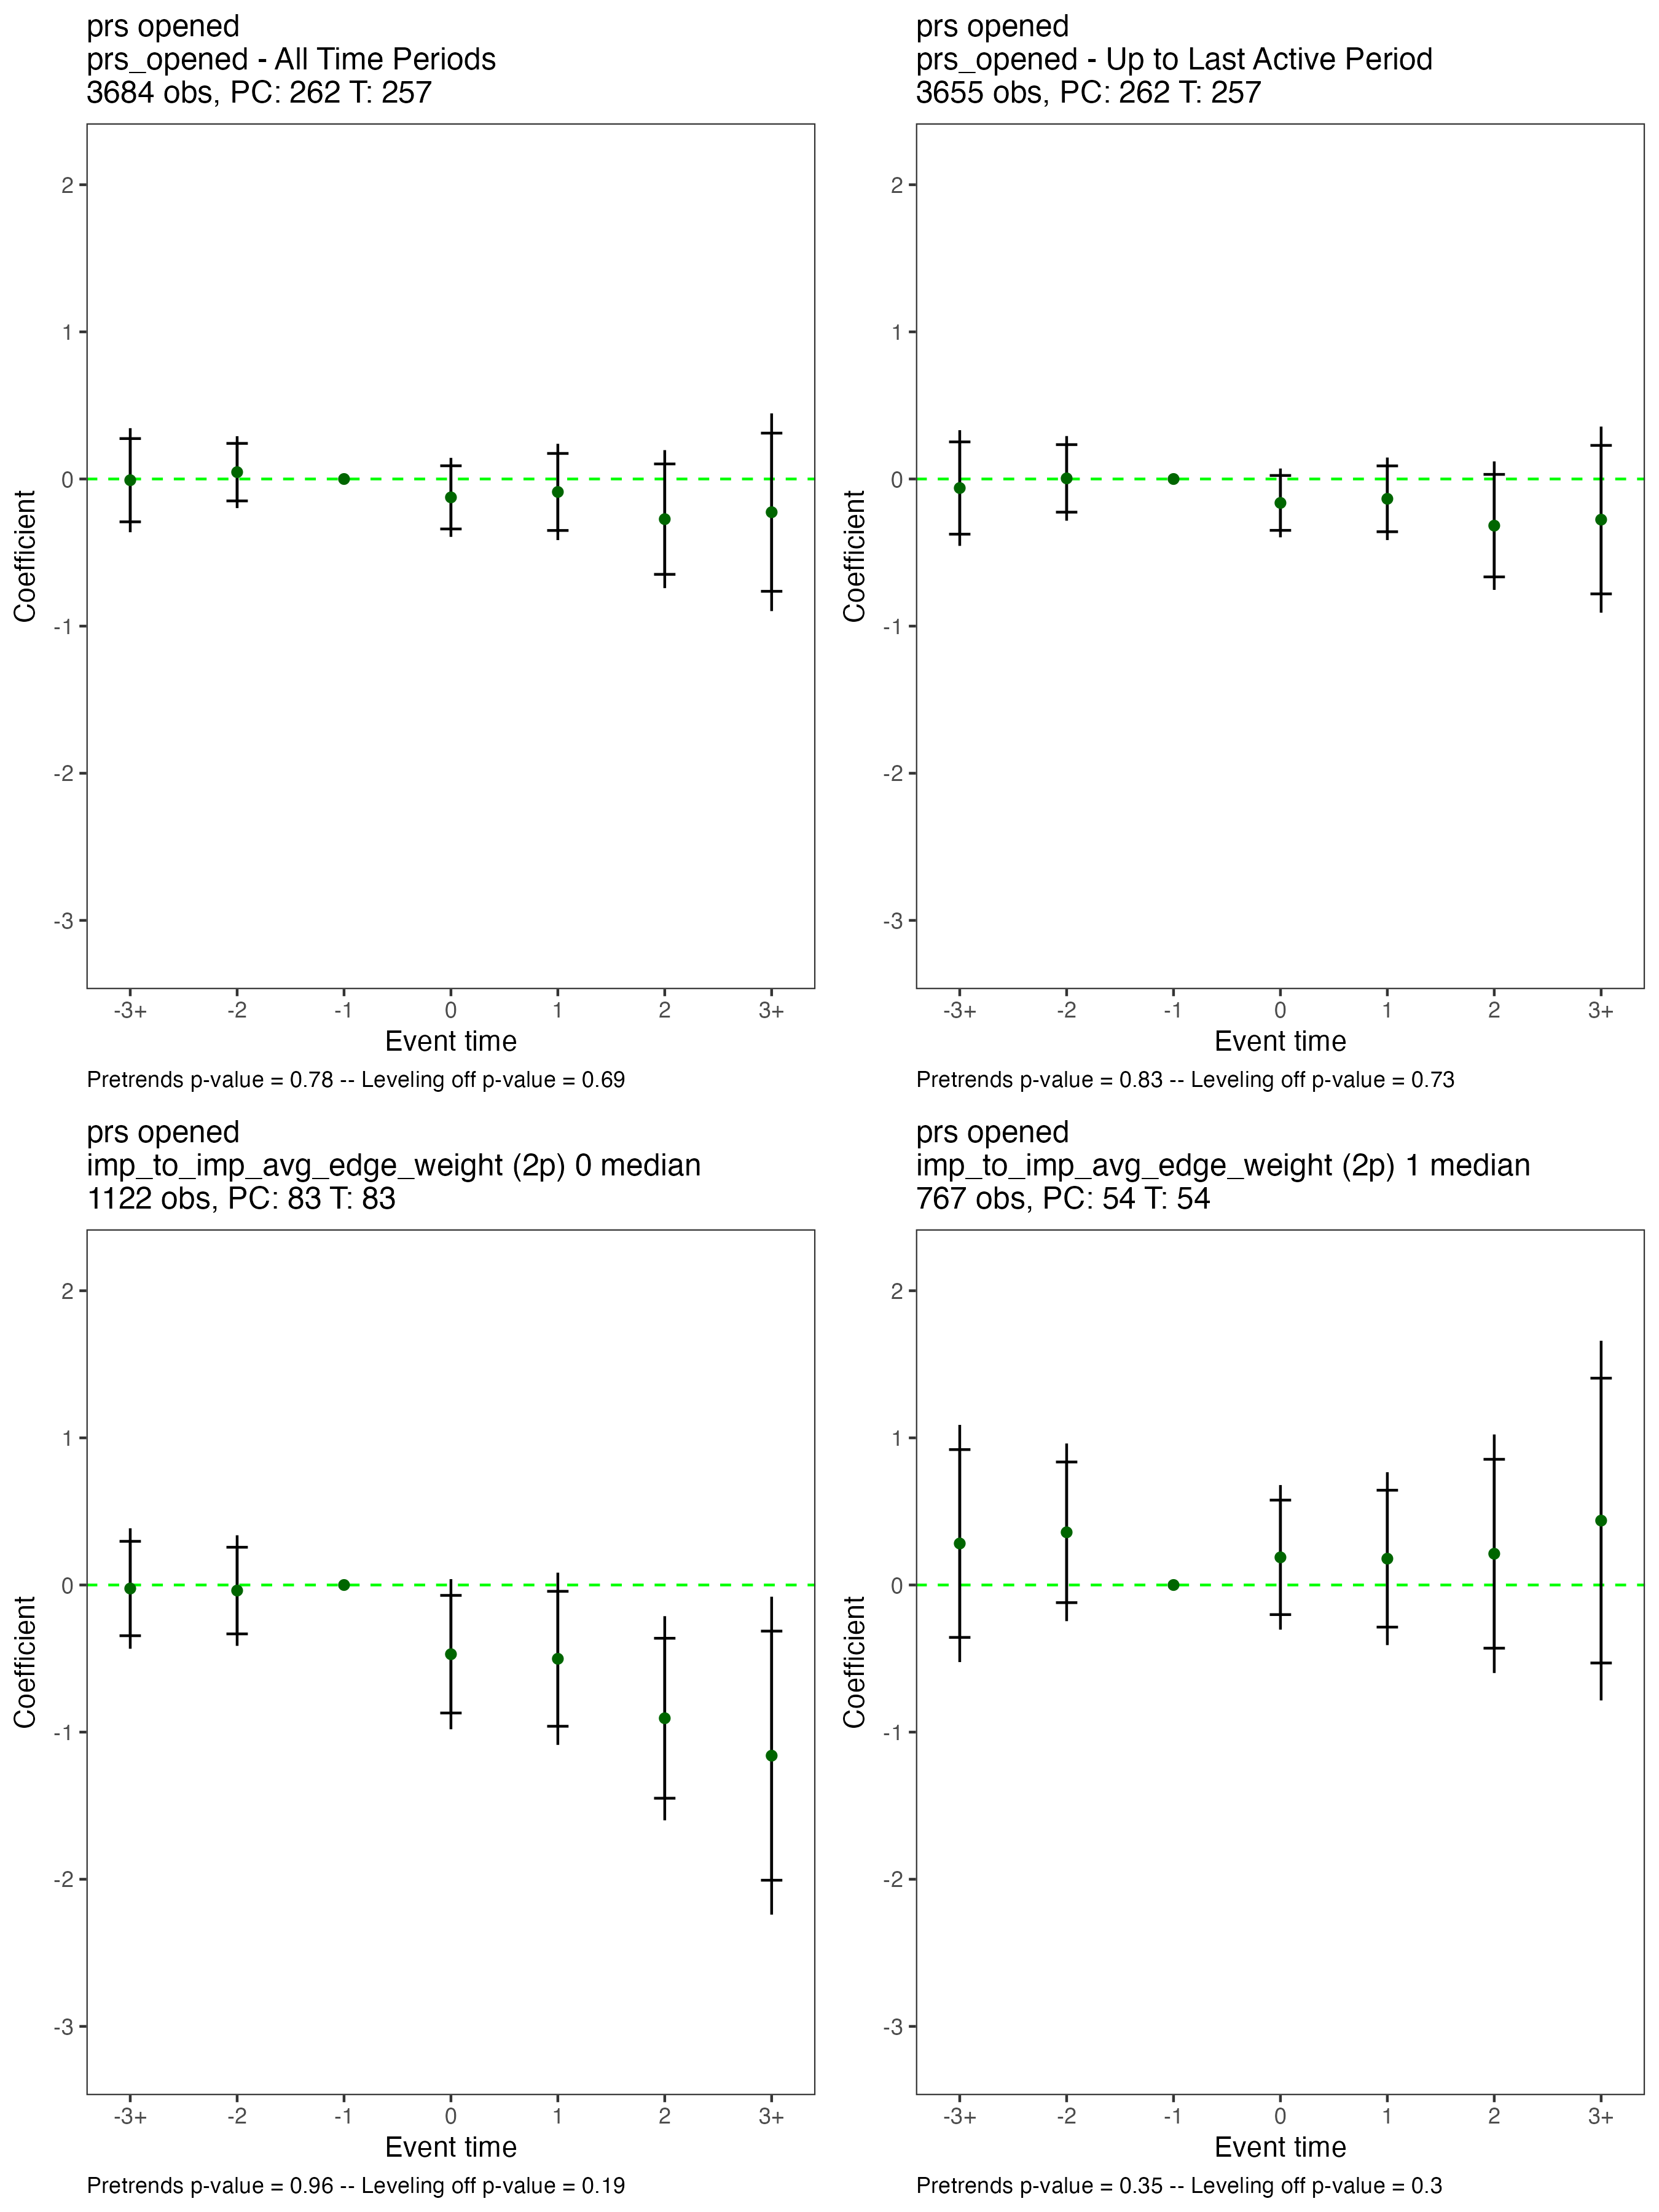 prs opened
prs_opened - All Time Periods
3684 obs, PC: 262 T: 257
2
1
0
-1
-2
-3
Coefficient
-3+ -2 -1 0 1 2 3+
Event time
Pretrends p-value = 0.78 -- Leveling off p-value = 0.69
prs opened
prs_opened - Up to Last Active Period
3655 obs, PC: 262 T: 257
2
1
0
-1
-2
-3
Coefficient
-3+ -2 -1 0 1 2 3+
Event time
Pretrends p-value = 0.83 -- Leveling off p-value = 0.73
prs opened
imp_to_imp_avg_edge_weight (2p) 0 median
1122 obs, PC: 83 T: 83
2
1
0
-1
-2
-3
Coefficient
-3+ -2 -1 0 1 2 3+
Event time
Pretrends p-value = 0.96 -- Leveling off p-value = 0.19
prs opened
imp_to_imp_avg_edge_weight (2p) 1 median
767 obs, PC: 54 T: 54
2
1
0
-1
-2
-3
Coefficient
-3+ -2 -1 0 1 2 3+
Event time
Pretrends p-value = 0.35 -- Leveling off p-value = 0.3